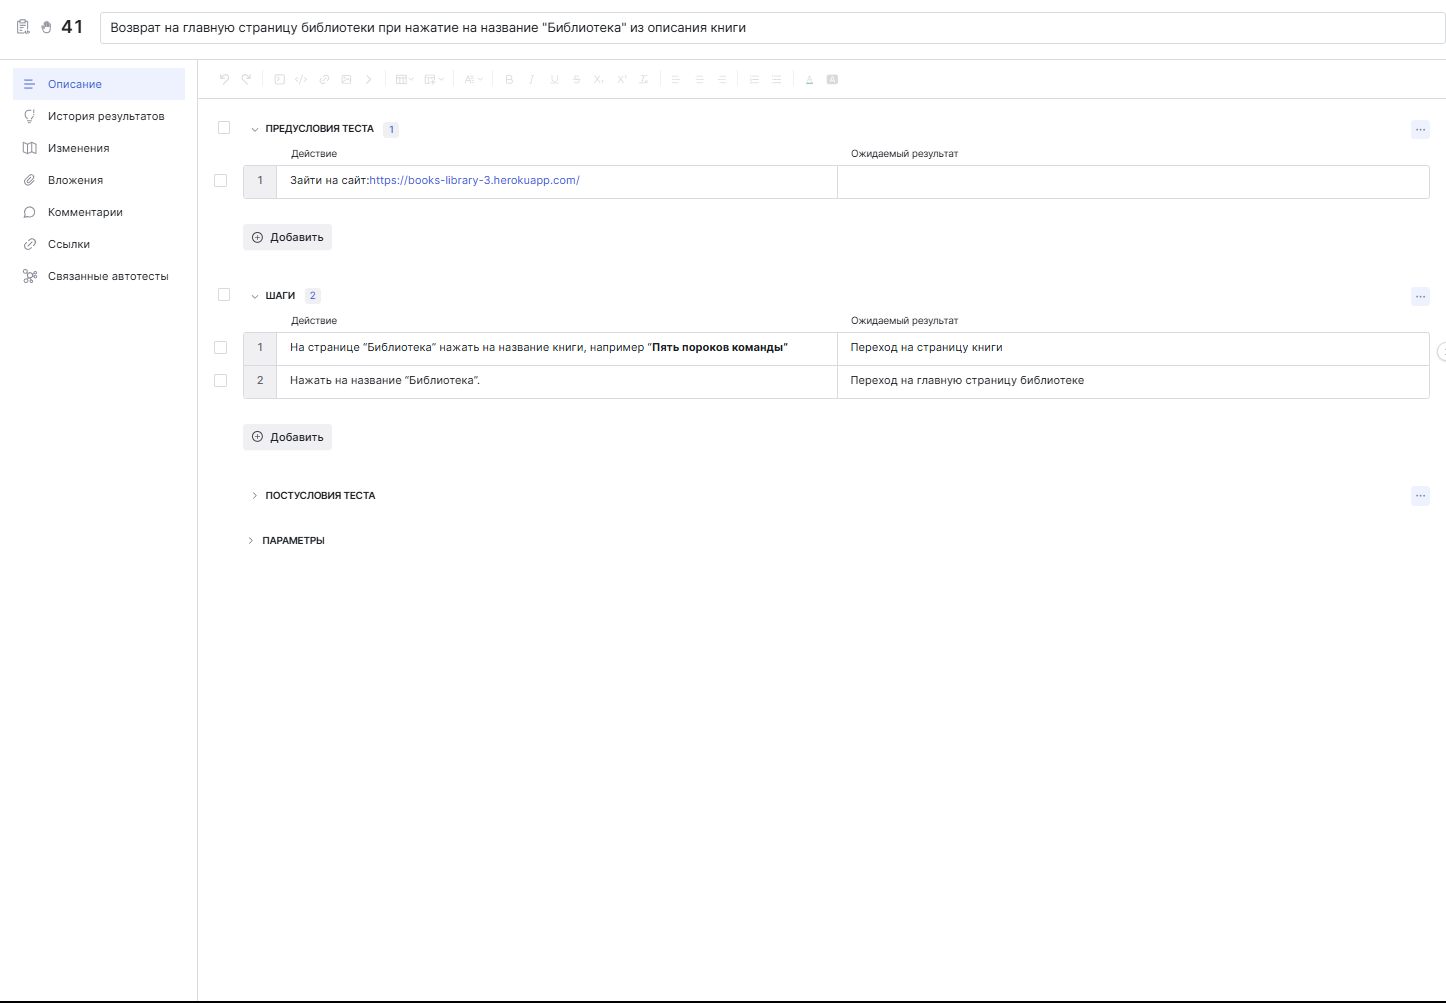 41
Возврат на главную страницу библиотеки при нажатие на название "Библиотека" из описания книги
Описание
История результатов
Изменения
Вложения
Комментарии
Ссылки
Связанные автотесты
ПРЕДУСЛОВИЯ ТЕСТА 1
Действие Ожидаемый результат
1 Зайти на сайт:https://books-library-3.herokuapp.com/
Добавить
ШАГИ 2
Действие Ожидаемый результат
1 На странице “Библиотека” нажать на название книги, например “Пять пороков команды” Переход на страницу книги
2 Нажать на название “Библиотека”. Переход на главную страницу библиотеке
Добавить
ПОСТУСЛОВИЯ ТЕСТА
ПАРАМЕТРЫ